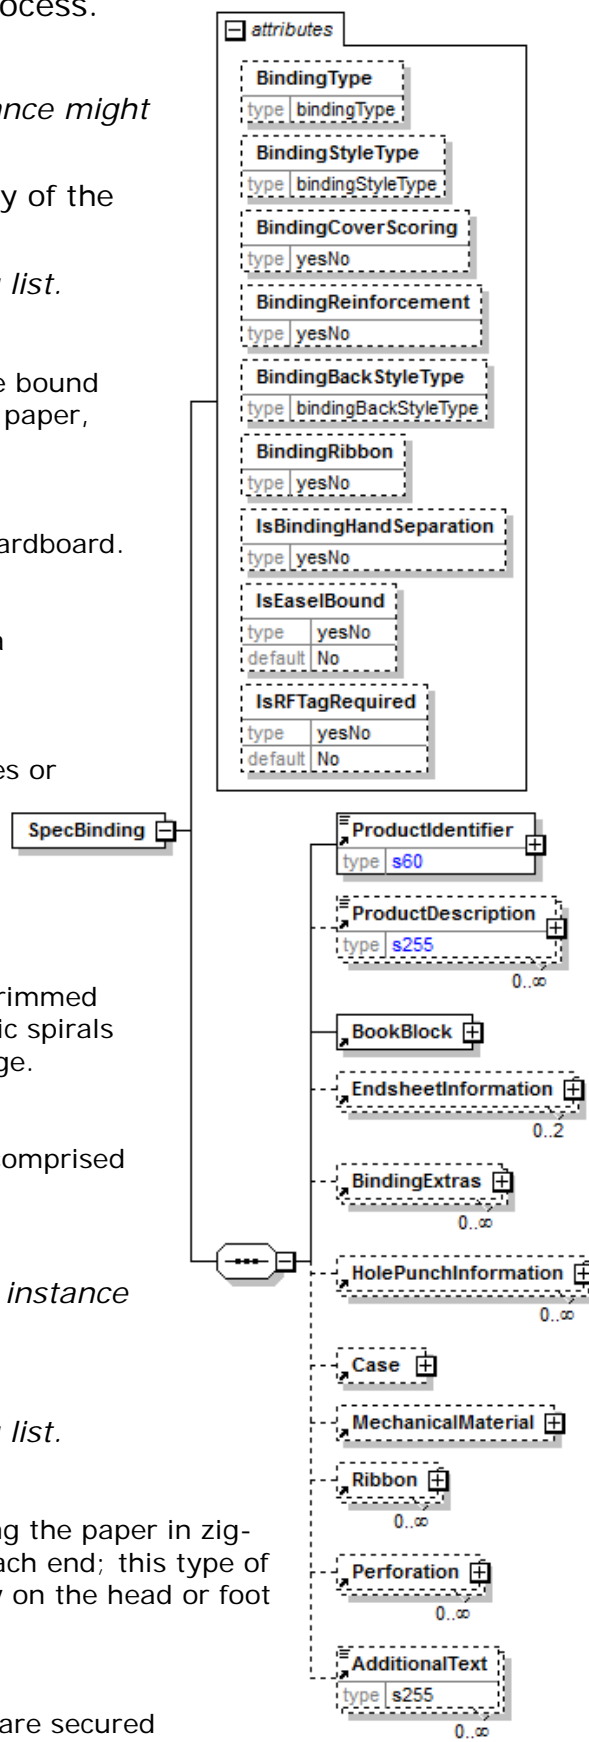 ocess.
attributes
BindingType
type bindingType
nce might
BindingStyleType
type bindingStyleType
y of the
BindingCoverScoring
type yesNo
list.
BindingReinforcement
type yesNo
e bound
paper,
BindingBackStyleType
type bindingBackStyleType
BindingRibbon
type yesNo
ardboard.
IsBindingHandSeparation
type yesNo
IsEaselBound
type yesNo
default No
a
IsRFTagRequired
type yesNo
default No
es or
SpecBinding
ProductIdentifier
type s60
ProductDescription
type s255
0..∞
rimmed
ic spirals
ge.
BookBlock
EndsheetInformation
0..2
comprised
BindingExtras
0..∞
HolePunchInformation
0..∞
instance
Case
MechanicalMaterial
list.
Ribbon
0..∞
ng the paper in zig-
ach end; this type of
y on the head or foot
Perforation
0..∞
AdditionalText
type s255
0..∞
are secured